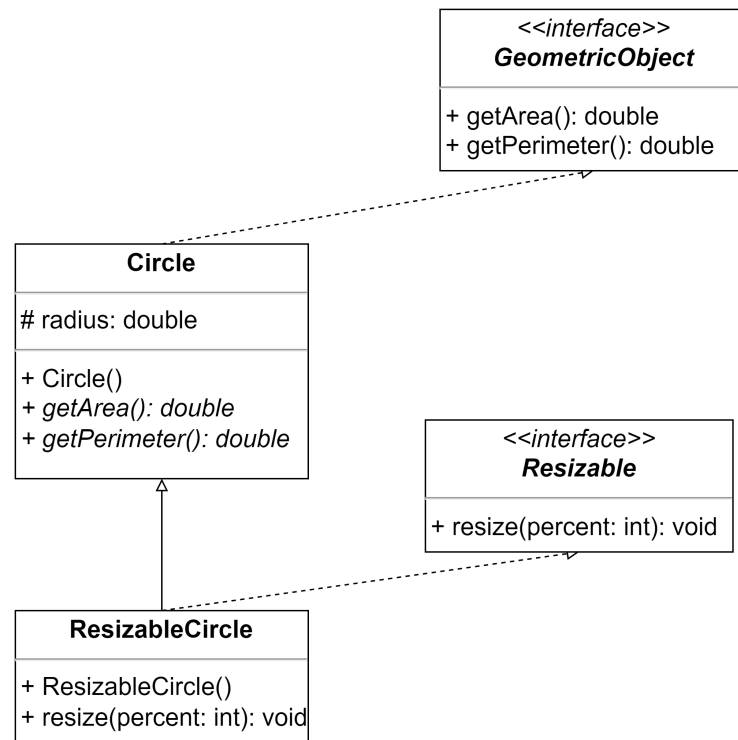 <<interface>>
GeometricObject
+ getArea(): double
+ getPerimeter(): double
Circle
# radius: double
+ Circle()
+ getArea(): double
+ getPerimeter(): double
<<interface>>
Resizable
+ resize(percent: int): void
ResizableCircle
+ ResizableCircle()
+ resize(percent: int): void